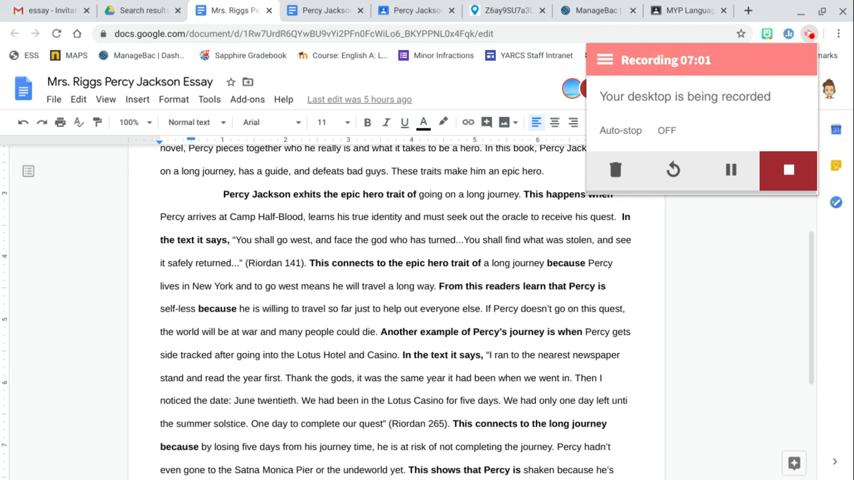 essay - Invitat
Search results
Mrs. Riggs Pe
Percy Jackson
Percy Jackson
Z6ay9SU7a3
ManageBac |
MYP Langua
docs.google.com/document/d/1Rw7UrdR6QYwBU9vYi2PF0n0FcWiLo6_BKYPPNL0x4Fqk/edit
ESS
MAPS
ManageBac | Dash...
Sapphire Gradebook
Course: English A: L...
Minor Infractions
YARCS Staff Intranet
marks
Recording 07:01
Your desktop is being recorded
Auto-stop OFF
Mrs. Riggs Percy Jackson Essay
File Edit View Insert Format Tools Add-ons Help Last edit was 5 hours ago
100% Normal text Arial 11 B I U A
novel, Percy pieces together who he really is and what it takes to be a hero. In this book, Percy Jack
on a long journey, has a guide, and defeats bad guys. These traits make him an epic hero.
Percy Jackson exhits the epic hero trait of going on a long journey. This happens when
Percy arrives at Camp Half-Blood, learns his true identity and must seek out the oracle to receive his quest. In
the text it says, “You shall go west, and face the god who has turned...You shall find what was stolen, and see
it safely returned...” (Riordan 141). This connects to the epic hero trait of a long journey because Percy
lives in New York and to go west means he will travel a long way. From this readers learn that Percy is
self-less because he is willing to travel so far just to help out everyone else. If Percy doesn’t go on this quest,
the world will be at war and many people could die. Another example of Percy’s journey is when Percy gets
side tracked after going into the Lotus Hotel and Casino. In the text it says, “I ran to the nearest newspaper
stand and read the year first. Thank the gods, it was the same year it had been when we went in. Then I
noticed the date: June twentieth. We had been in the Lotus Casino for five days. We had only one day left unti
the summer solstice. One day to complete our quest” (Riordan 265). This connects to the long journey
because by losing five days from his journey time, he is at risk of not completing the journey. Percy hadn’t
even gone to the Satna Monica Pier or the undeworld yet. This shows that Percy is shaken because he’s
3
4
5
6
7